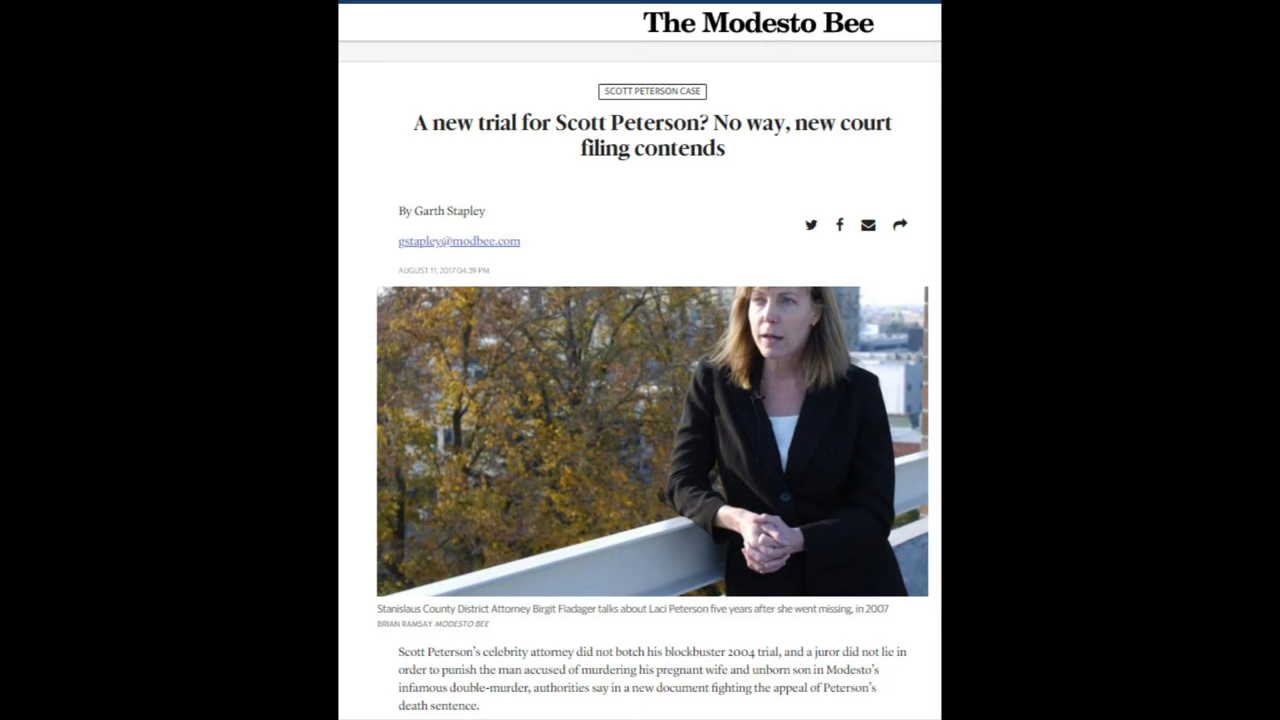 The Modesto Bee
SCOTT PETERSON CASE
A new trial for Scott Peterson? No way, new court
filing contends
By Garth Stapley
gstapley@modbee.com
AUGUST 11, 2017 04:39 PM
Stanislaus County District Attorney Birgit Fladager talks about Laci Peterson five years after she went missing, in 2007
BRIAN RAMSAY MODESTO BEE
Scott Peterson's celebrity attorney did not botch his blockbuster 2004 trial, and a juror did not lie in
order to punish the man accused of murdering his pregnant wife and unborn son in Modesto's
infamous double-murder, authorities say in a new document fighting the appeal of Peterson's
death sentence.